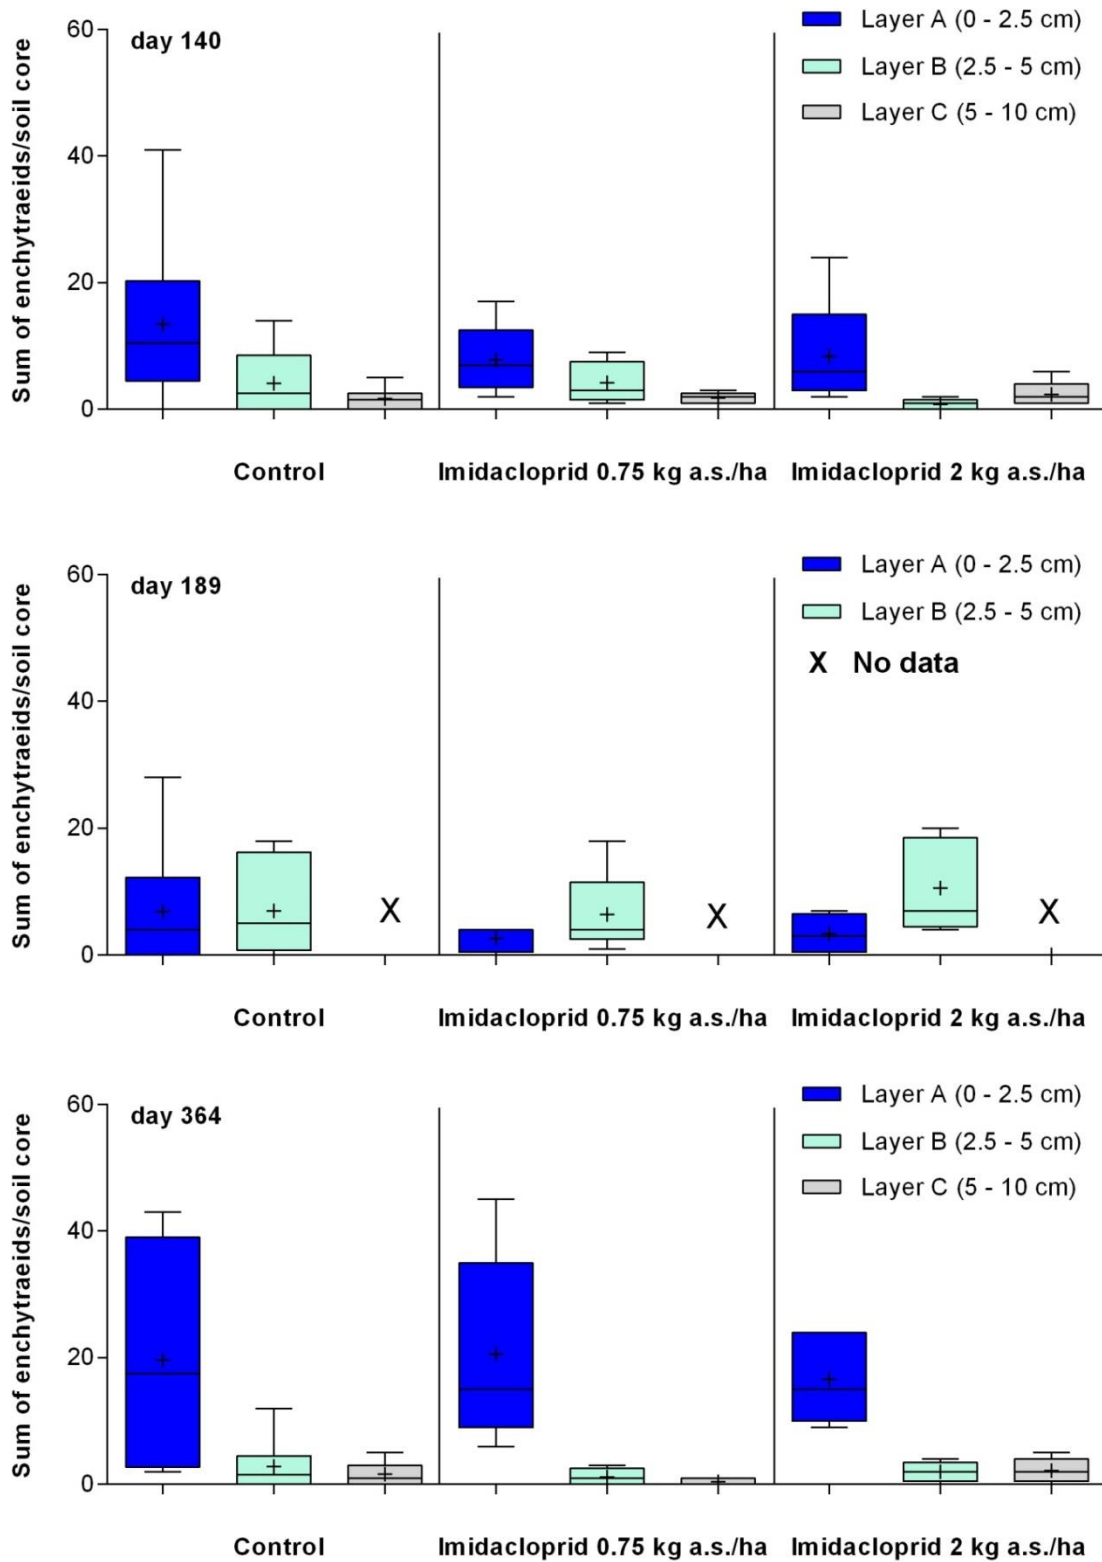 Sum of enchytraeids/soil core
60
40
20
0
day 140
Layer A (0 - 2.5 cm)
Layer B (2.5 - 5 cm)
Layer C (5 - 10 cm)
Control
Imidacloprid 0.75 kg a.s./ha
Imidacloprid 2 kg a.s./ha
Sum of enchytraeids/soil core
60
40
20
0
day 189
Layer A (0 - 2.5 cm)
Layer B (2.5 - 5 cm)
X No data
X
X
X
Control
Imidacloprid 0.75 kg a.s./ha
Imidacloprid 2 kg a.s./ha
Sum of enchytraeids/soil core
60
40
20
0
day 364
Layer A (0 - 2.5 cm)
Layer B (2.5 - 5 cm)
Layer C (5 - 10 cm)
Control
Imidacloprid 0.75 kg a.s./ha
Imidacloprid 2 kg a.s./ha